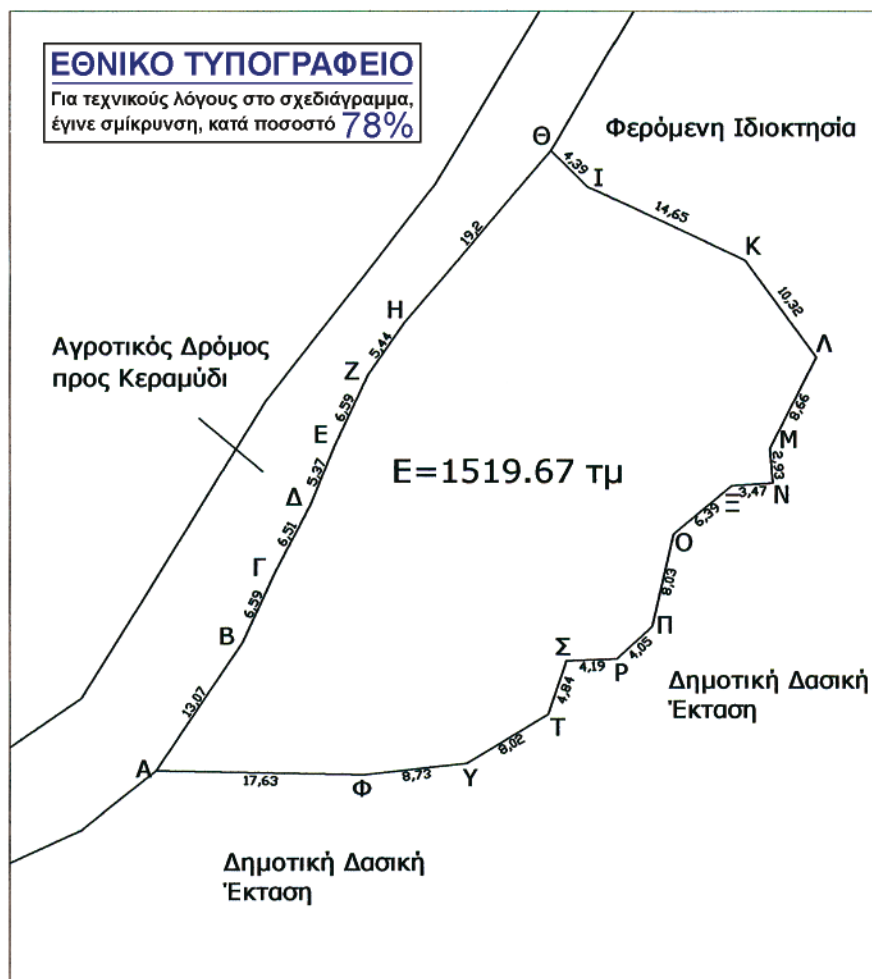 ΕΘΝΙΚΟ ΤΥΠΟΓΡΑΦΕΙΟ
Για τεχνικούς λόγους στο σχεδιάγραμμα,
έγινε σμίκρυνση, κατά ποσοστό 78%
Θ
Φερόμενη Ιδιοκτησία
4,39
Ι
14,65
Κ
19,2
10,32
Η
Λ
Αγροτικός Δρόμος
προς Κεραμύδι
5,44
Ζ
8,66
6,59
Ε
Μ
Ε=1519.67 τμ
2,93
5,37
Δ
3,47
Ν
Ξ
6,39
6,51
Ο
Γ
8,03
6,59
Β
Π
4,05
Σ
4,19
Ρ
Δημοτική Δασική
Έκταση
4,84
13,07
Τ
8,02
Α
17,63
Φ
8,73
Υ
Δημοτική Δασική
Έκταση